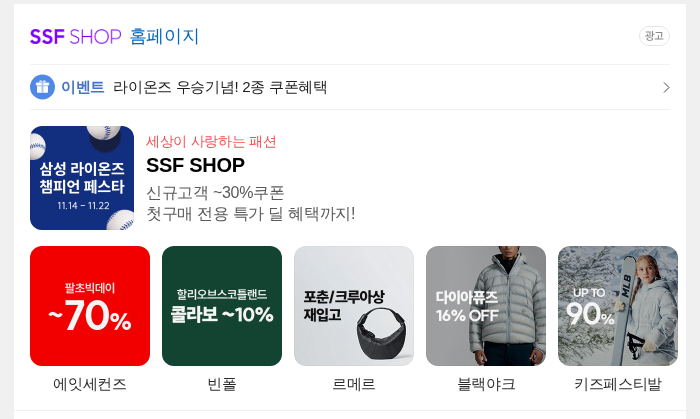 SSF SHOP 홈페이지
광고
이벤트 라이온즈 우승기념! 2종 쿠폰혜택
삼성 라이온즈
챔피언 페스타
11.14 - 11.22
세상이 사랑하는 패션
SSF SHOP
신규고객 ~30%쿠폰
첫구매 전용 특가 딜 혜택까지!
팔초빅데이
~70%
할리오브스코틀랜드
콜라보 ~10%
포춘/크루아상
재입고
다이아퓨즈
16% OFF
UP TO
90%
MLB
에잇세컨즈
빈폴
르메르
블랙야크
키즈페스티발